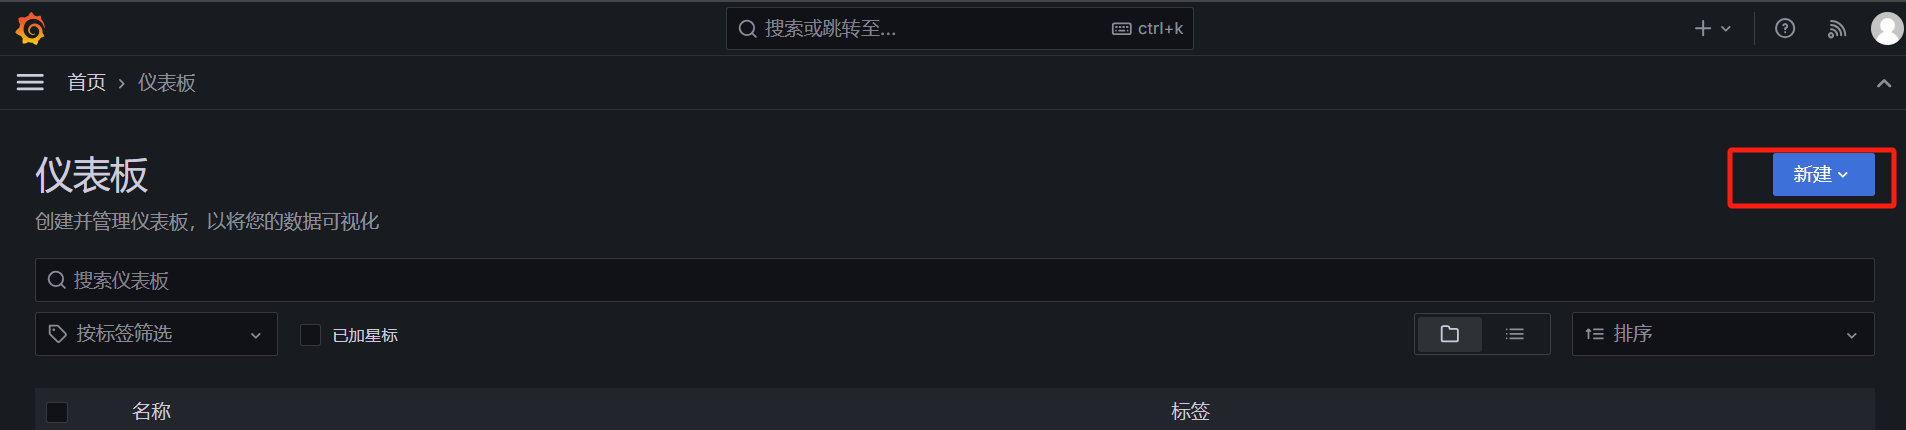 搜索或跳转至... ctrl+k
首页 › 仪表板
仪表板
新建
创建并管理仪表板，以将您的数据可视化
搜索仪表板
按标签筛选 已加星标 排序
名称 标签